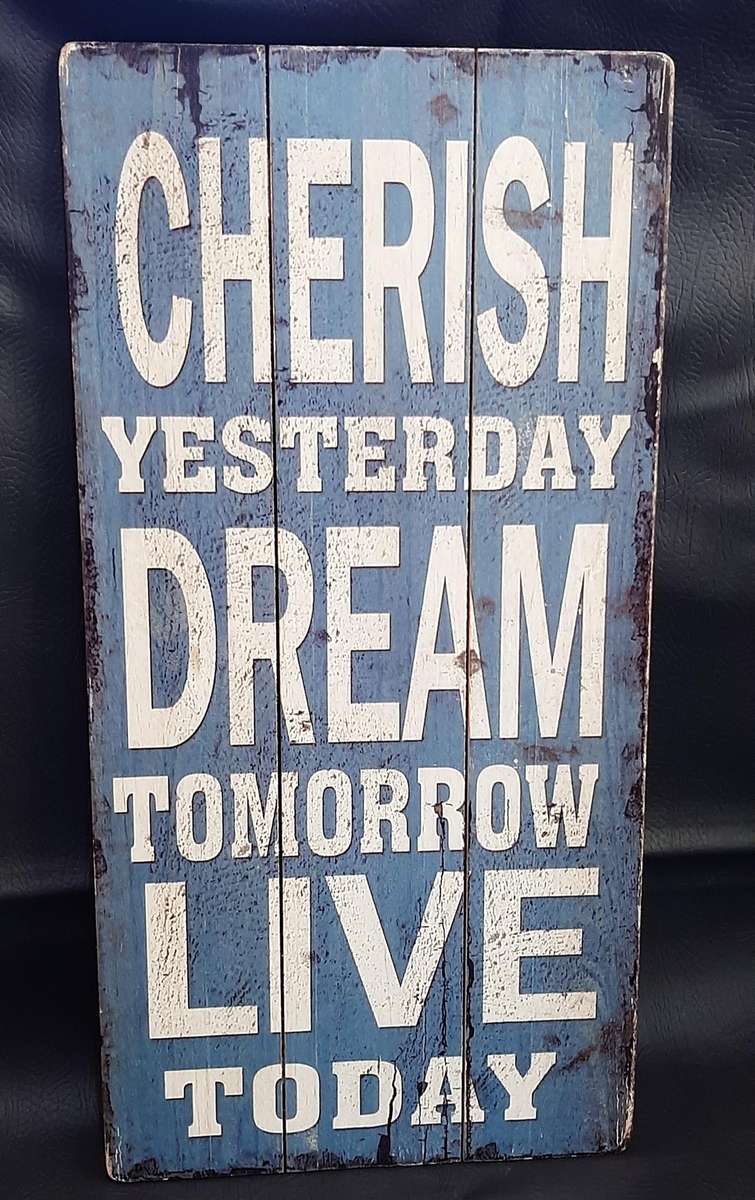 CHERISH
YESTERDAY
DREAM
TOMORROW
LIVE
TODAY